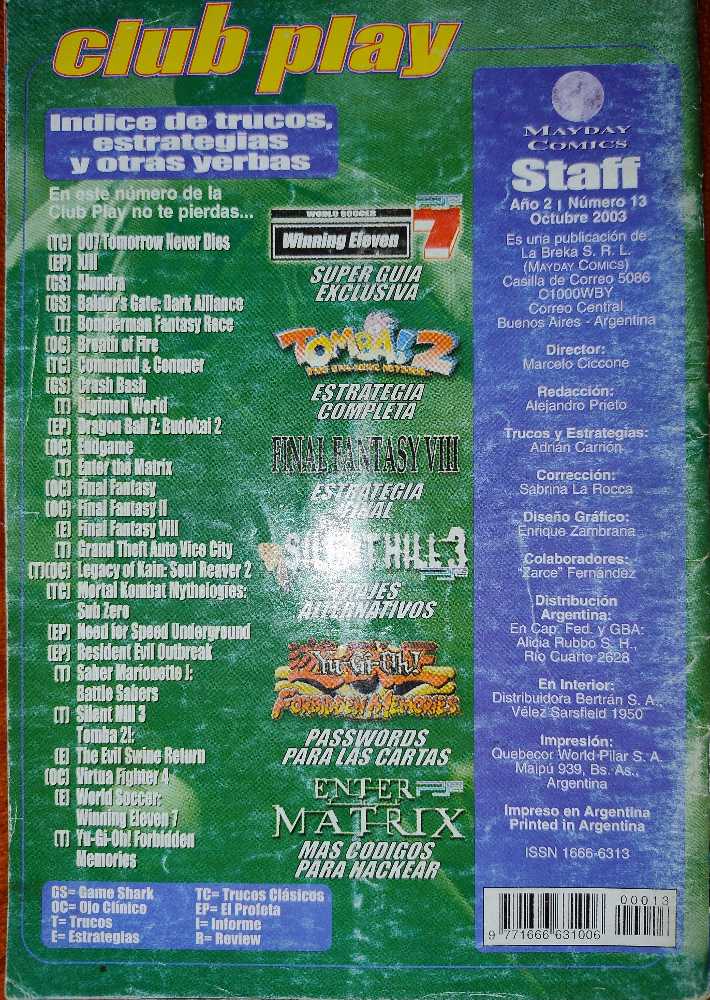 club play
Indice de trucos,
estrategias
y otras yerbas
En este número de la
Club Play no te pierdas...
(TC) 007 Tomorrow Never Dies
(EP) XIII
(GS) Alundra
(GS) Baldur's Gate: Dark Alliance
(T) Bomberman Fantasy Race
(OC) Breath of Fire
(TC) Command & Conquer
(GS) Crash Bash
(T) Digimon World
(EP) Dragon Ball Z: Budokai 2
(OC) Endgame
(T) Enter the Matrix
(OC) Final Fantasy
(OC) Final Fantasy II
(E) Final Fantasy VIII
(T) Grand Theft Auto Vice City
(T)(OC) Legacy of Kain: Soul Reaver 2
(TC) Mortal Kombat Mythologies:
Sub Zero
(EP) Need for Speed Underground
(EP) Resident Evil Outbreak
(T) Saber Marionette J:
Battle Sabers
(T) Silent Hill 3
Tomba 2!:
(E) The Evil Swine Return
(OC) Virtua Fighter 4
(E) World Soccer:
Winning Eleven 7
(T) Yu-Gi-Oh! Forbidden
Memories
WORLD SOCCER
Winning Eleven 7
SUPER GUIA
EXCLUSIVA
TOMBA! 2
THE EVIL SWINE RETURN
ESTRATEGIA
COMPLETA
FINAL FANTASY VIII
ESTRATEGIA
FINAL
SILENT HILL 3
TRAJES
ALTERNATIVOS
Yu-Gi-Oh!
FORBIDDEN MEMORIES
PASSWORDS
PARA LAS CARTAS
ENTER
MATRIX
MAS CODIGOS
PARA HACKEAR
GS= Game Shark
OC= Ojo Clínico
T= Trucos
E= Estrategias
TC= Trucos Clásicos
EP= El Profeta
I= Informe
R= Review
MAYDAY
COMICS
Staff
Año 2 | Número 13
Octubre 2003
Es una publicación de
La Breka S. R. L.
(MAYDAY COMICS)
Casilla de Correo 5086
C1000WBY
Correo Central
Buenos Aires - Argentina
Director:
Marcelo Ciccone
Redacción:
Alejandro Prieto
Trucos y Estrategias:
Adrián Carrión
Corrección:
Sabrina La Rocca
Diseño Gráfico:
Enrique Zambrana
Colaboradores:
"Zarce" Fernández
Distribución
Argentina:
En Cap. Fed. y GBA:
Alicia Rubbo S. H.,
Río Cuarto 2628
En Interior:
Distribuidora Bertrán S. A.,
Vélez Sarsfield 1950
Impresión:
Quebecor World Pilar S. A.
Maipú 939, Bs. As.,
Argentina
Impreso en Argentina
Printed in Argentina
ISSN 1666-6313
00013
9 771666 631006